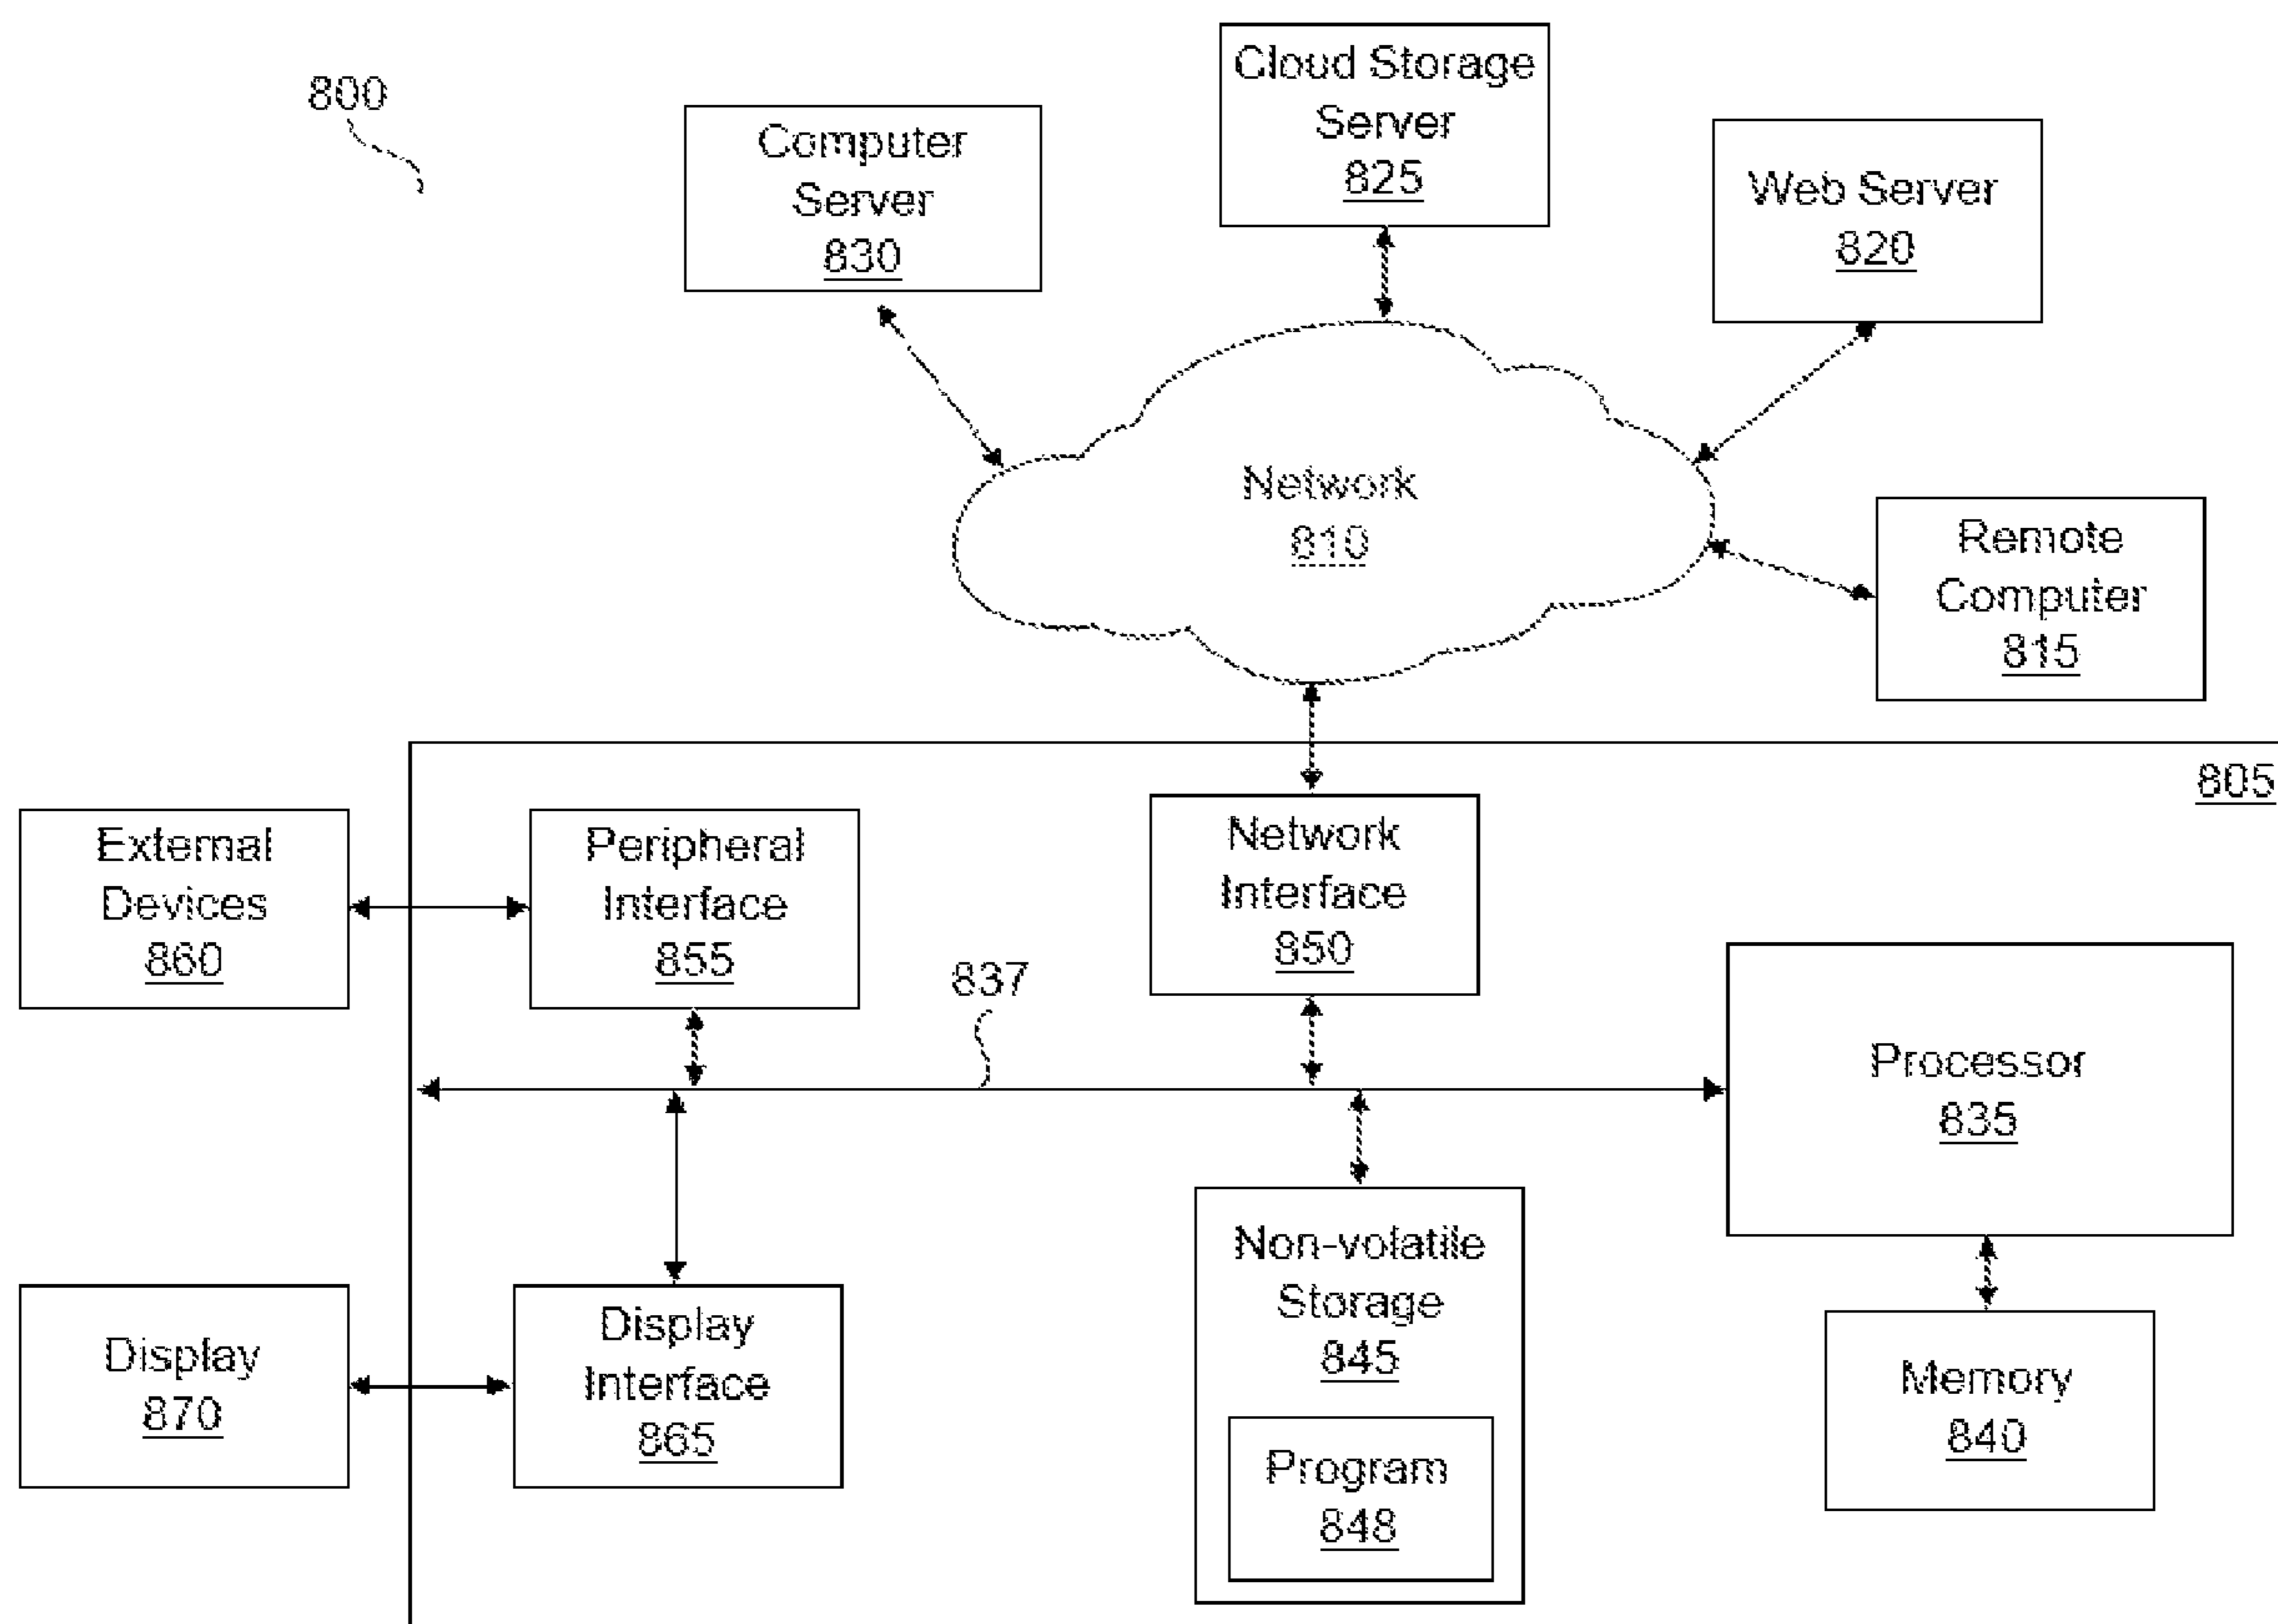 800
Computer
Server
830
Cloud Storage
Server
825
Web Server
820
Network
810
Remote
Computer
815
805
External
Devices
860
Peripheral
Interface
855
Network
Interface
850
837
Processor
835
Display
870
Display
Interface
865
Non-volatile
Storage
845
Program
848
Memory
840